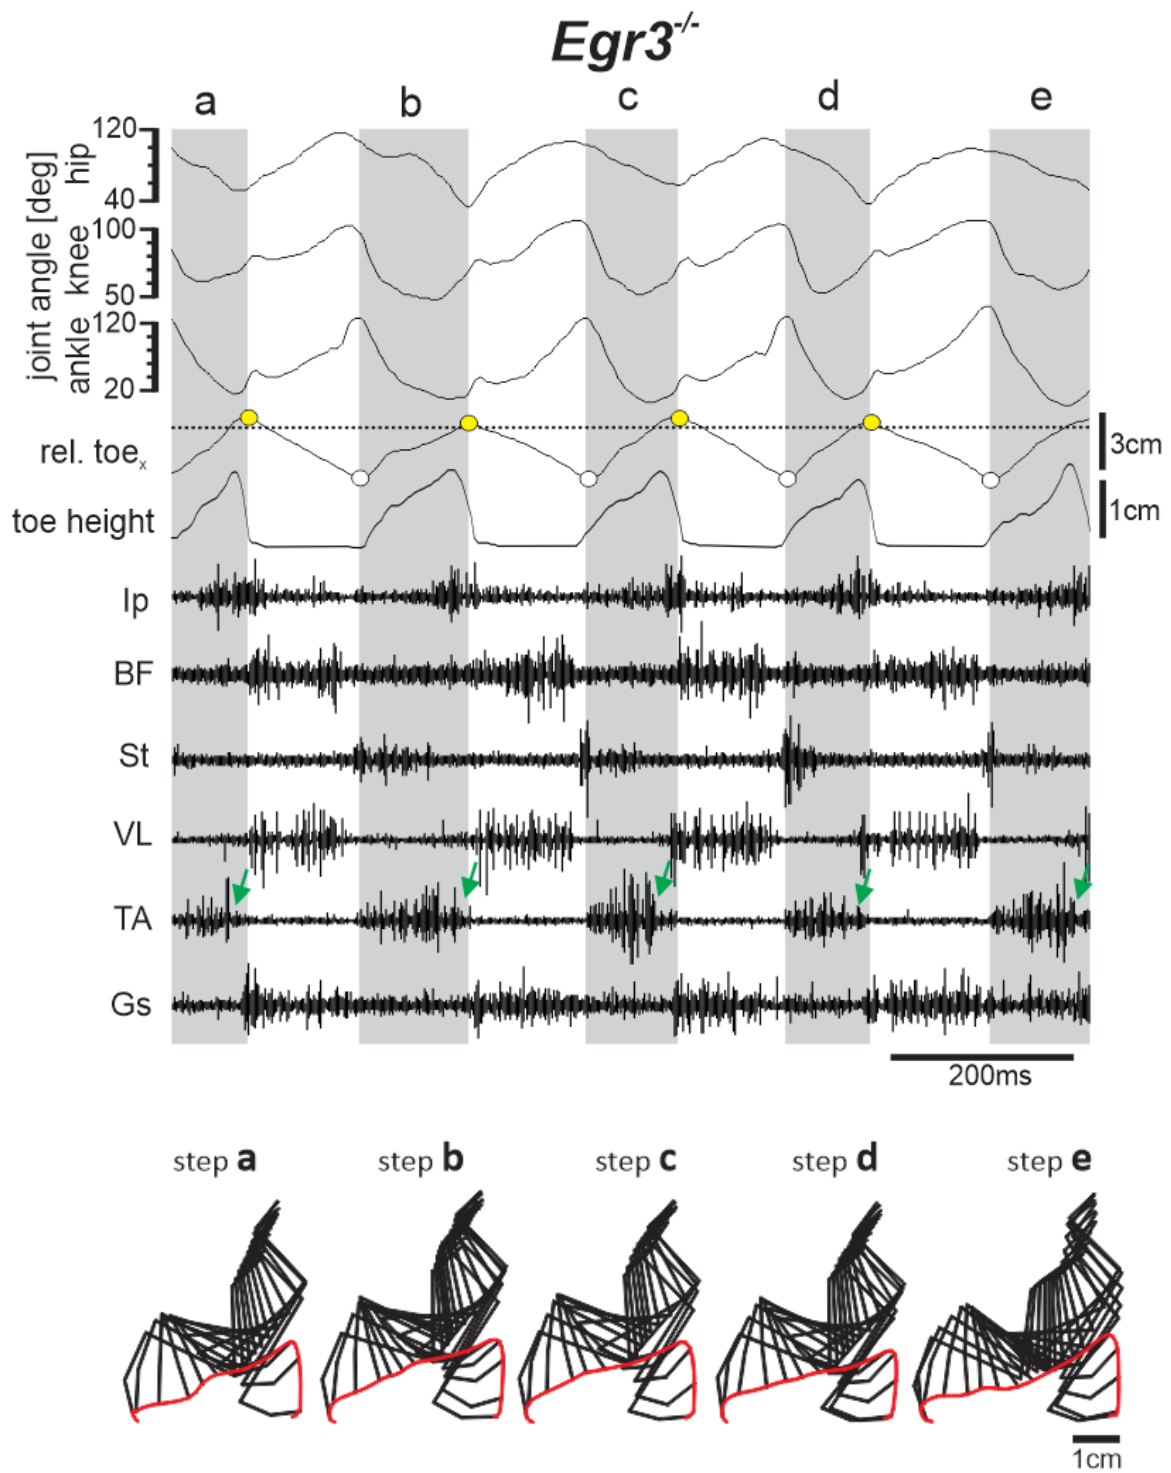 Egr3-/-
a b c d e
joint angle [deg]
hip
120
40
knee
100
50
ankle
120
20
rel. toex
3cm
toe height
1cm
Ip
BF
St
VL
TA
Gs
200ms
step a step b step c step d step e
1cm